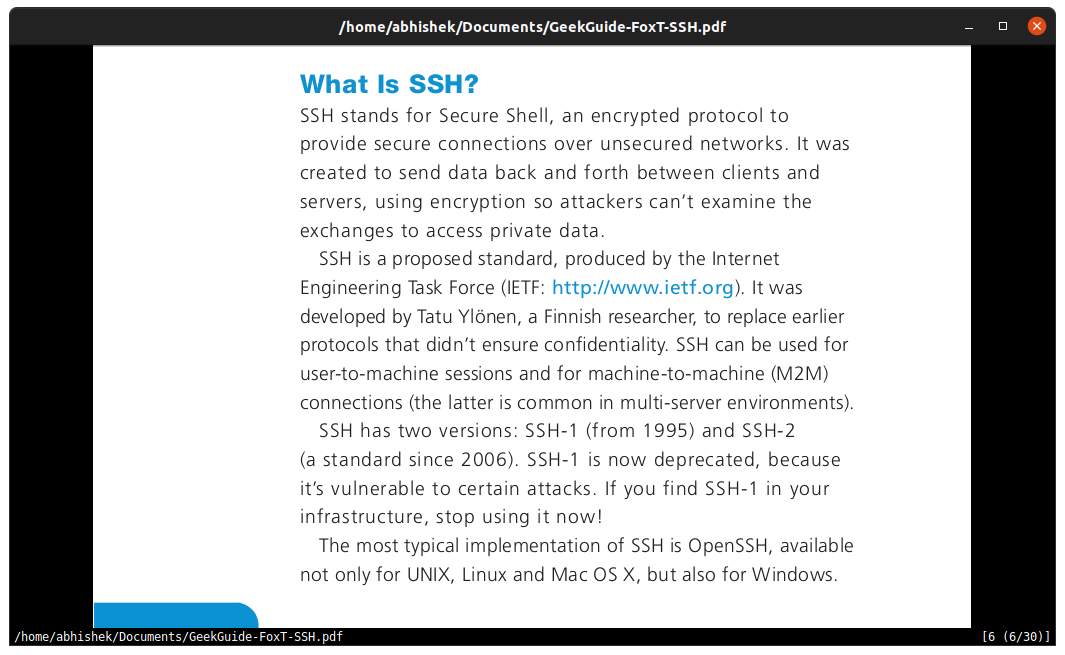 /home/abhishek/Documents/GeekGuide-FoxT-SSH.pdf
What Is SSH?
SSH stands for Secure Shell, an encrypted protocol to
provide secure connections over unsecured networks. It was
created to send data back and forth between clients and
servers, using encryption so attackers can’t examine the
exchanges to access private data.
SSH is a proposed standard, produced by the Internet
Engineering Task Force (IETF: http://www.ietf.org). It was
developed by Tatu Ylönen, a Finnish researcher, to replace earlier
protocols that didn’t ensure confidentiality. SSH can be used for
user-to-machine sessions and for machine-to-machine (M2M)
connections (the latter is common in multi-server environments).
SSH has two versions: SSH-1 (from 1995) and SSH-2
(a standard since 2006). SSH-1 is now deprecated, because
it’s vulnerable to certain attacks. If you find SSH-1 in your
infrastructure, stop using it now!
The most typical implementation of SSH is OpenSSH, available
not only for UNIX, Linux and Mac OS X, but also for Windows.
/home/abhishek/Documents/GeekGuide-FoxT-SSH.pdf [6 (6/30)]